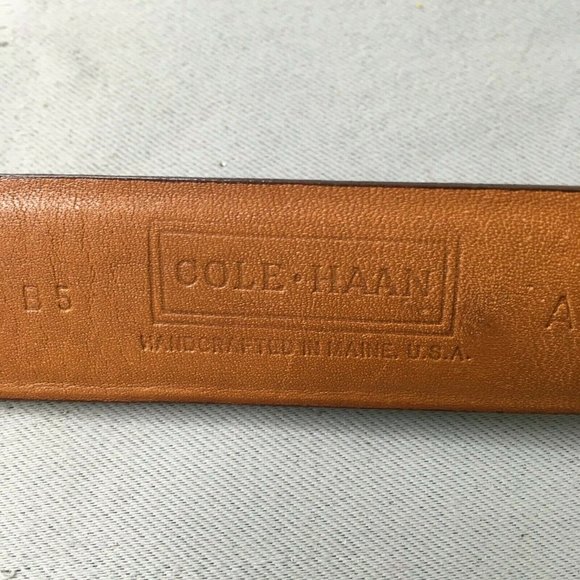 COLE·HAAN
B 5
A
HANDCRAFTED IN MAINE, U.S.A.